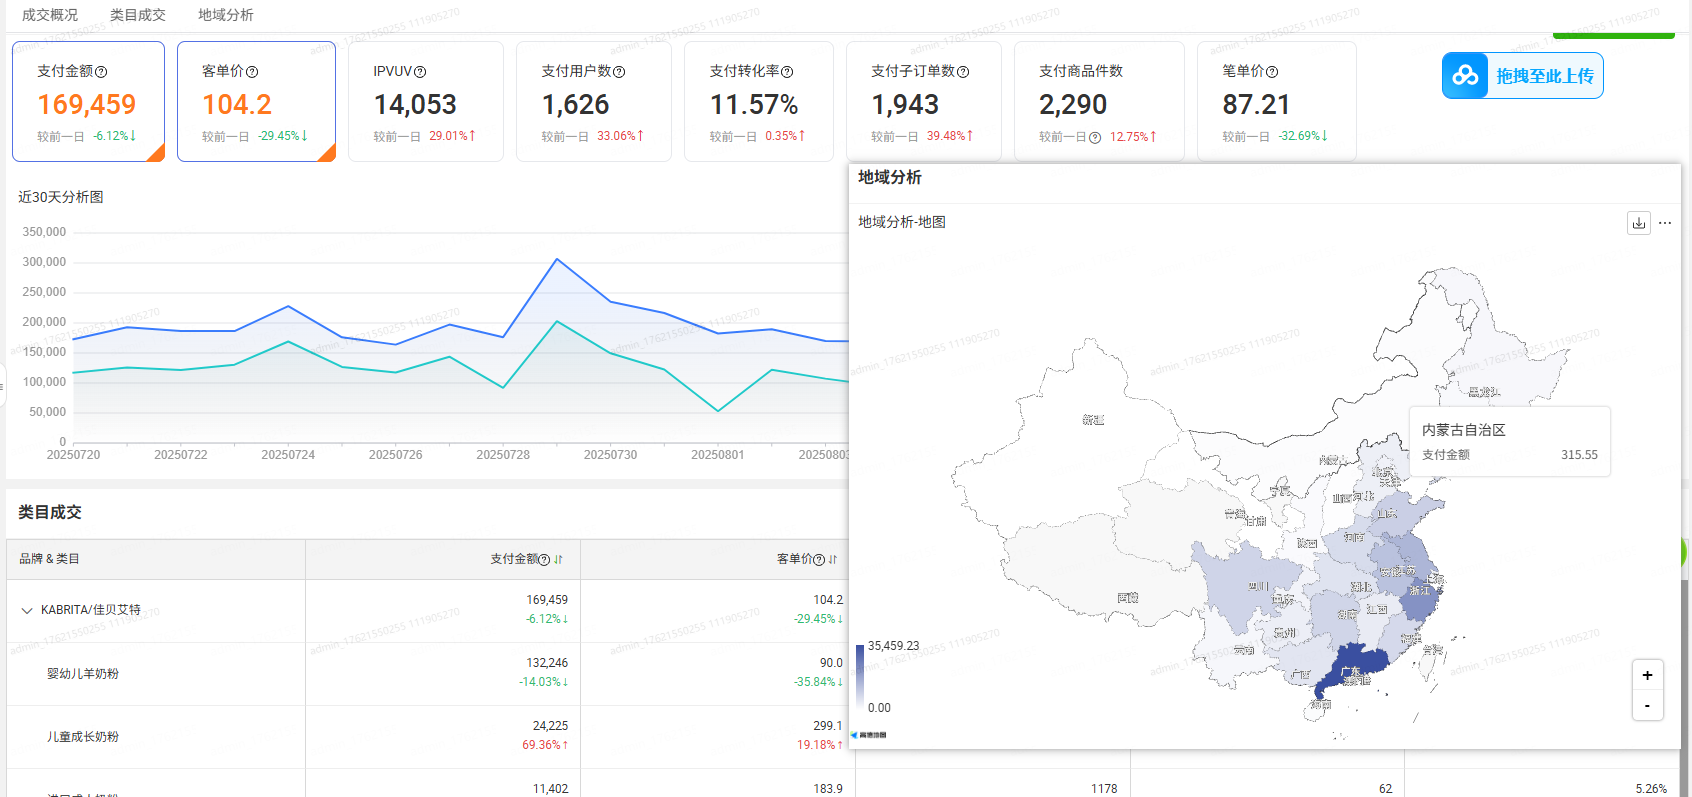 成交概况 类目成交 地域分析
支付金额 客单价 IPVUV 支付用户数 支付转化率 支付子订单数 支付商品件数 笔单价
169,459 104.2 14,053 1,626 11.57% 1,943 2,290 87.21
较前一日 -6.12%↓ 较前一日 -29.45%↓ 较前一日 29.01%↑ 较前一日 33.06%↑ 较前一日 0.35%↑ 较前一日 39.48%↑ 较前一日 12.75%↑ 较前一日 -32.69%↓
拖拽至此上传
近30天分析图
350,000
300,000
250,000
200,000
150,000
100,000
50,000
0
20250720 20250722 20250724 20250726 20250728 20250730 20250801 2025080
地域分析
地域分析-地图
黑龙江
新疆
内蒙古自治区
支付金额 315.55
宁夏
天津
山西 河北
青海
甘肃
山东
河南
陕西
江苏
四川
湖北
浙江
西藏
湖南
江西
贵州
福建
云南
台湾
广西
广东
海南
35,459.23
0.00
高德地图
+
-
类目成交
品牌 & 类目 支付金额 客单价
KABRITA/佳贝艾特 169,459 104.2
-6.12%↓ -29.45%↓
婴幼儿羊奶粉 132,246 90.0
-14.03%↓ -35.84%↓
儿童成长奶粉 24,225 299.1
69.36%↑ 19.18%↑
11,402 183.9 1178 62 5.26%
admin_17621550255 111905270